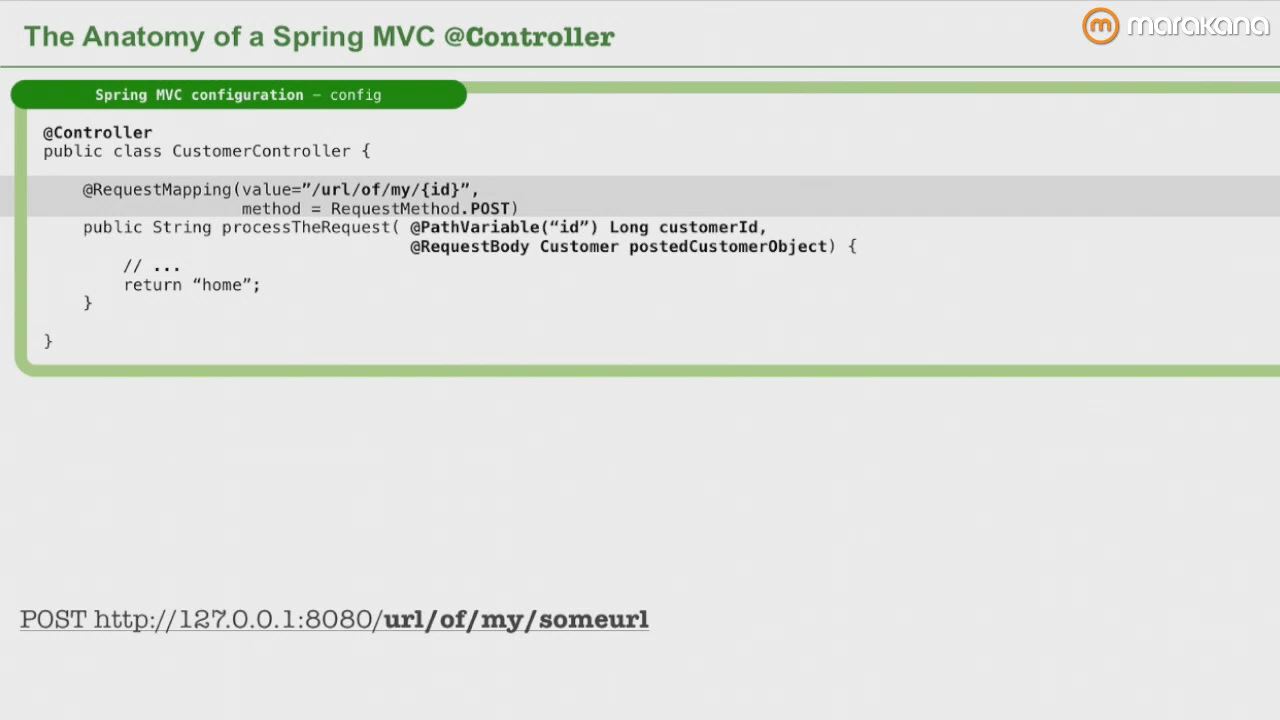 The Anatomy of a Spring MVC @Controller
marakana
Spring MVC configuration – config
@Controller
public class CustomerController {
@RequestMapping(value=”/url/of/my/{id}”,
method = RequestMethod.POST)
public String processTheRequest( @PathVariable(“id”) Long customerId,
@RequestBody Customer postedCustomerObject) {
// ...
return “home”;
}
}
POST http://127.0.0.1:8080/url/of/my/someurl